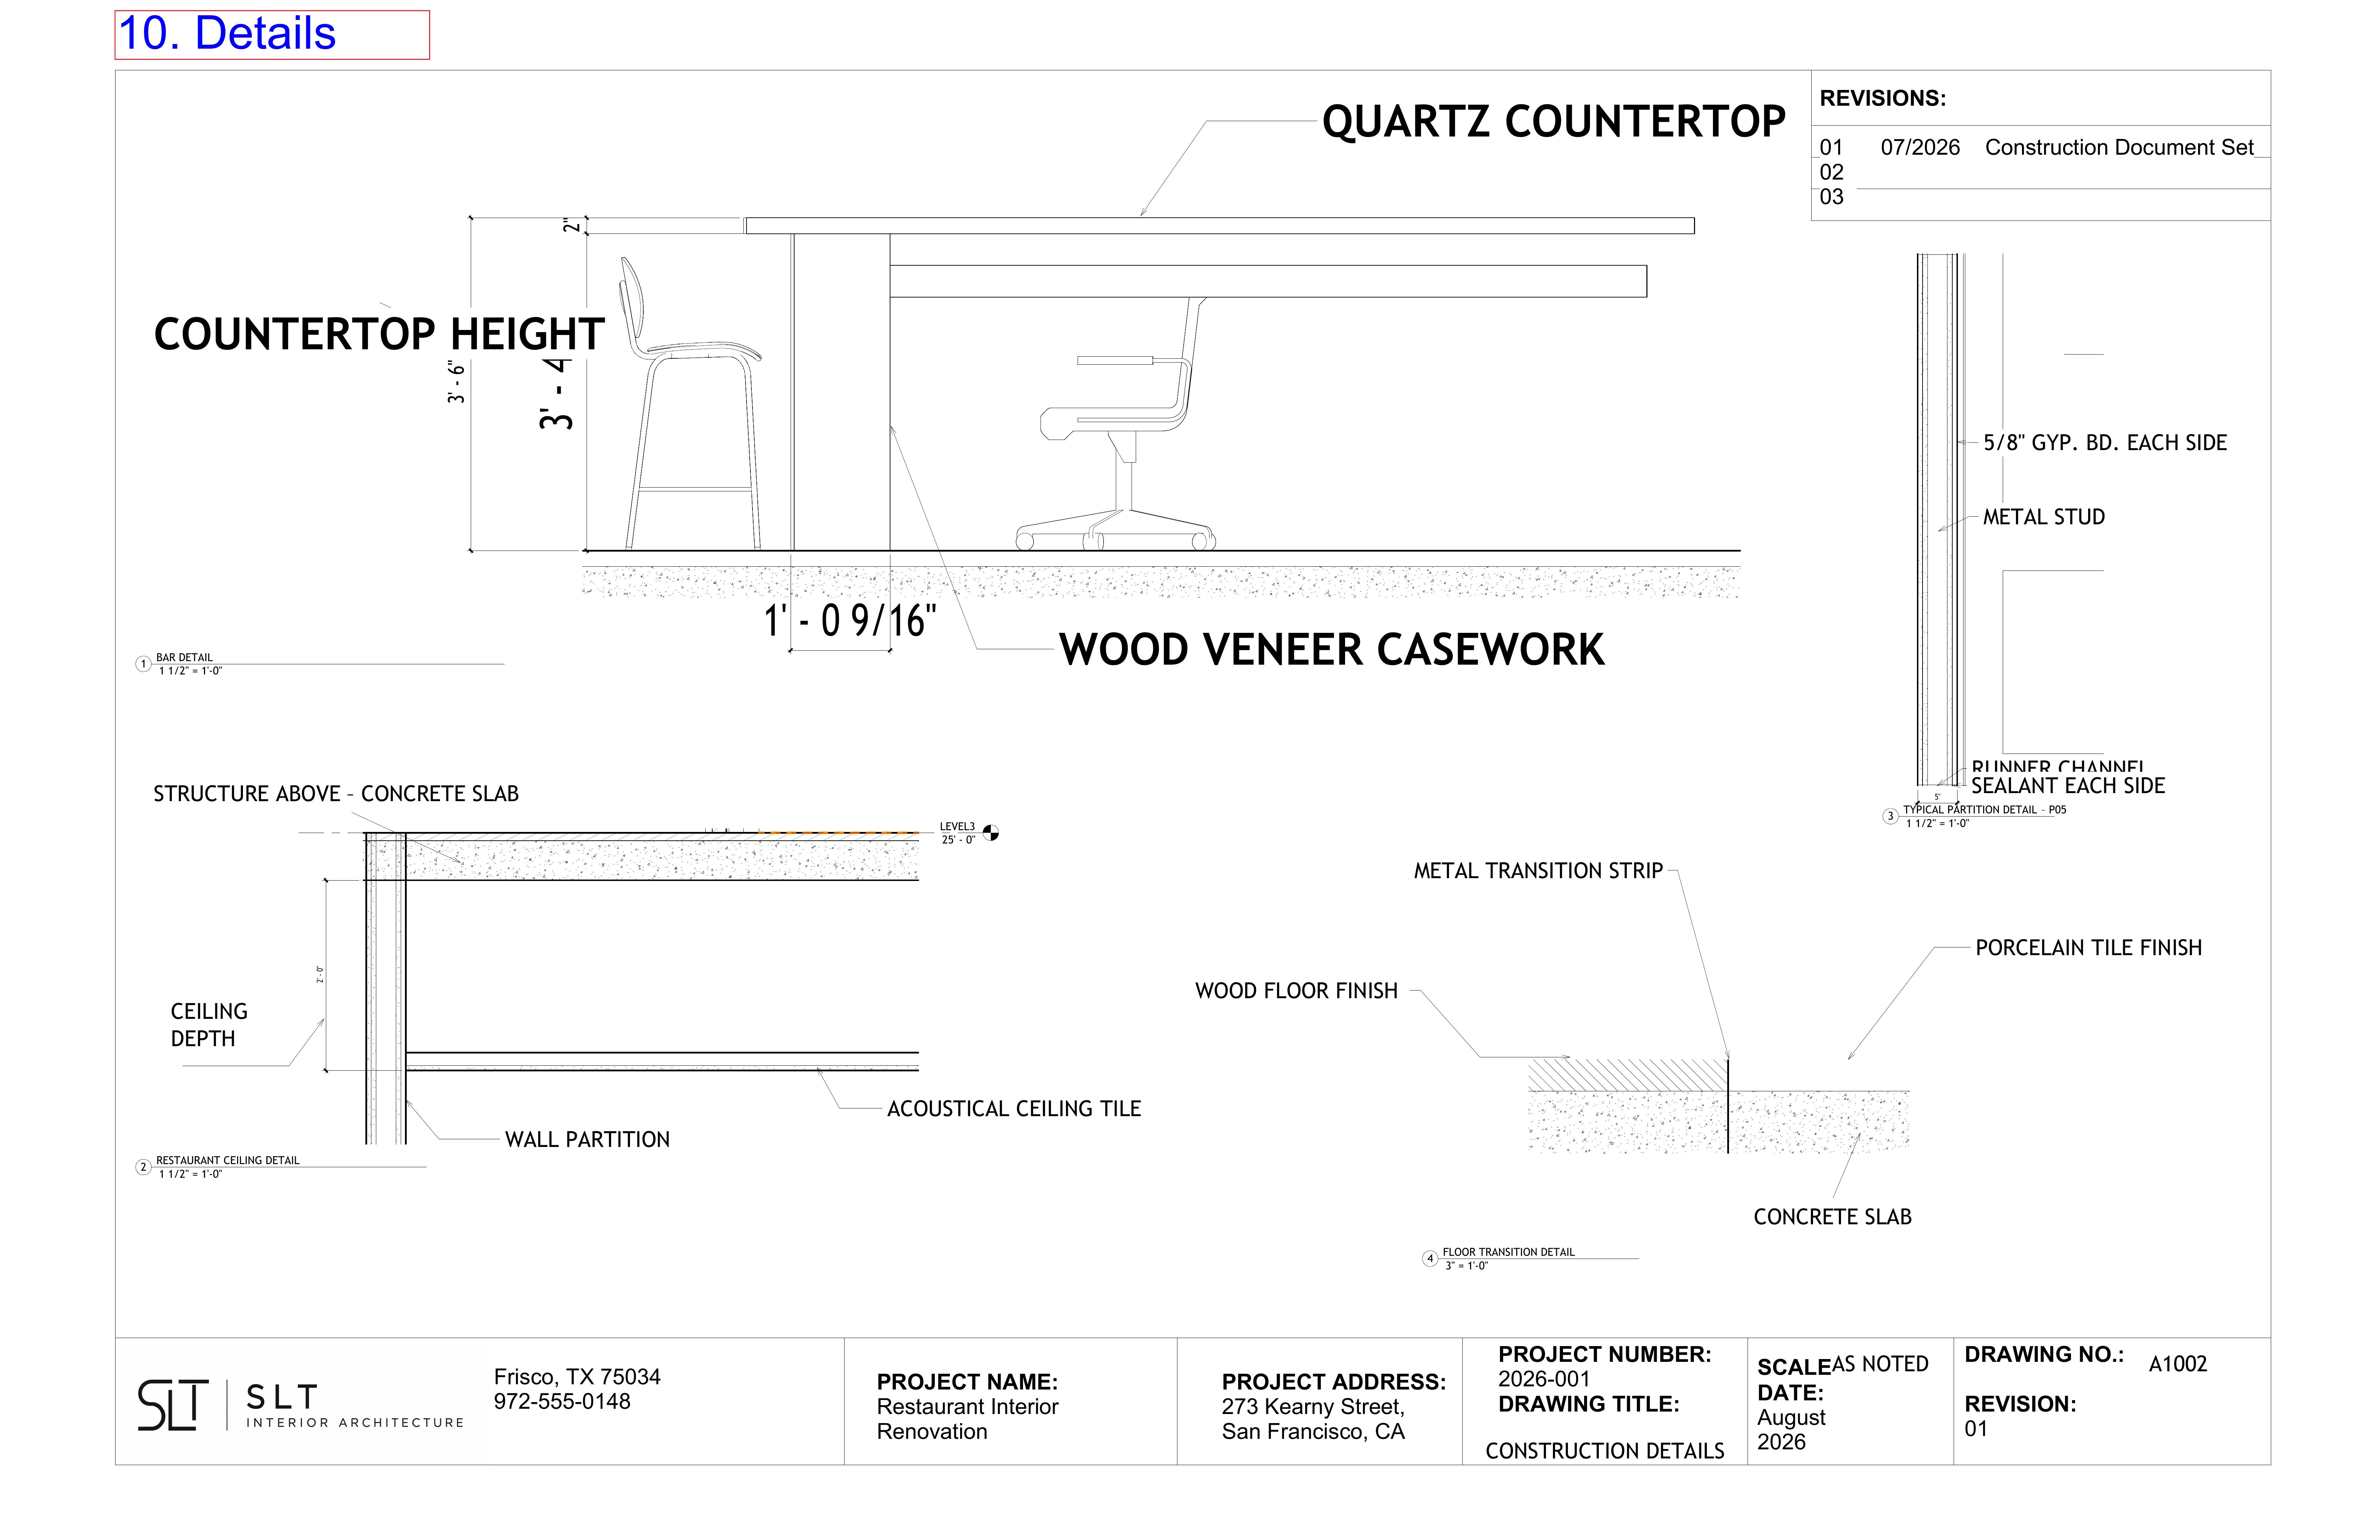 10. Details
QUARTZ COUNTERTOP
REVISIONS:
01 07/2026 Construction Document Set
02
03
2"
COUNTERTOP HEIGHT
3' - 6"
3' - 4
5/8" GYP. BD. EACH SIDE
METAL STUD
1' - 0 9/16"
WOOD VENEER CASEWORK
1 BAR DETAIL
1 1/2" = 1'-0"
RUNNER CHANNEL
SEALANT EACH SIDE
5"
3 TYPICAL PARTITION DETAIL - P05
1 1/2" = 1'-0"
STRUCTURE ABOVE - CONCRETE SLAB
LEVEL3
25' - 0"
2' - 0"
CEILING
DEPTH
ACOUSTICAL CEILING TILE
WALL PARTITION
2 RESTAURANT CEILING DETAIL
1 1/2" = 1'-0"
METAL TRANSITION STRIP
PORCELAIN TILE FINISH
WOOD FLOOR FINISH
CONCRETE SLAB
4 FLOOR TRANSITION DETAIL
3" = 1'-0"
SLT
SLT
INTERIOR ARCHITECTURE
Frisco, TX 75034
972-555-0148
PROJECT NAME:
Restaurant Interior
Renovation
PROJECT ADDRESS:
273 Kearny Street,
San Francisco, CA
PROJECT NUMBER:
2026-001
DRAWING TITLE:
CONSTRUCTION DETAILS
SCALE AS NOTED
DATE:
August
2026
DRAWING NO.: A1002
REVISION:
01